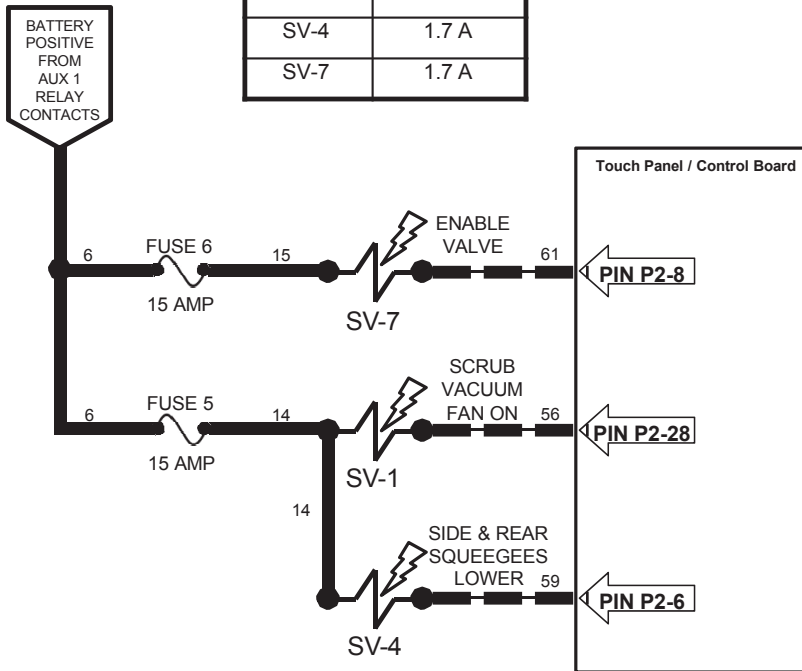 BATTERY
POSITIVE
FROM
AUX 1
RELAY
CONTACTS
SV-4 1.7 A
SV-7 1.7 A
Touch Panel / Control Board
6 FUSE 6 15 ENABLE
VALVE 61
15 AMP
SV-7
PIN P2-8
6 FUSE 5 14 SCRUB
VACUUM
FAN ON 56
15 AMP
SV-1
PIN P2-28
14
SIDE & REAR
SQUEEGEES
LOWER 59
SV-4
PIN P2-6